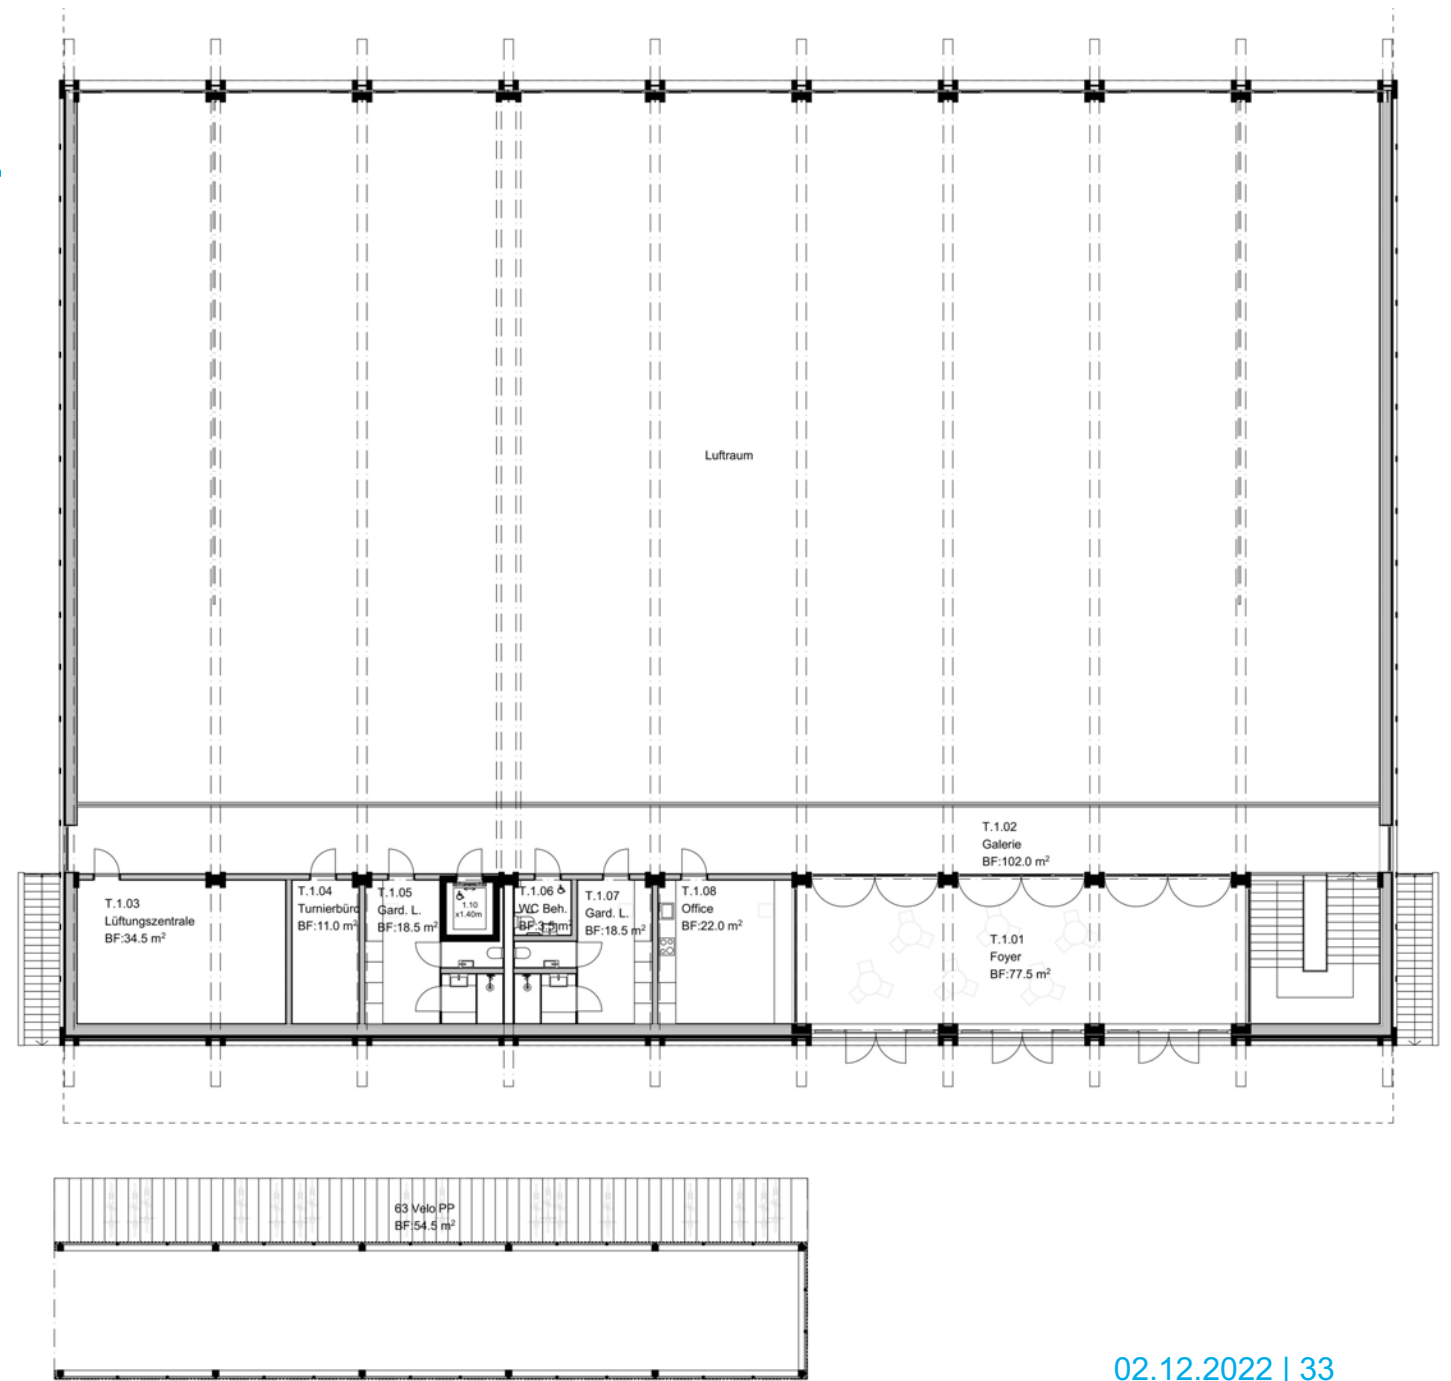 Luftraum
T.1.02
Galerie
BF:102.0 m²
T.1.03
Lüftungszentrale
BF:34.5 m²
T.1.04
Turnierbüro
BF:11.0 m²
T.1.05
Gard. L.
BF:18.5 m²
1.10
x1.40m
T.1.06
WC Beh.
BF:3.5 m²
T.1.07
Gard. L.
BF:18.5 m²
T.1.08
Office
BF:22.0 m²
T.1.01
Foyer
BF:77.5 m²
63 Velo PP
BF:54.5 m²
02.12.2022 | 33